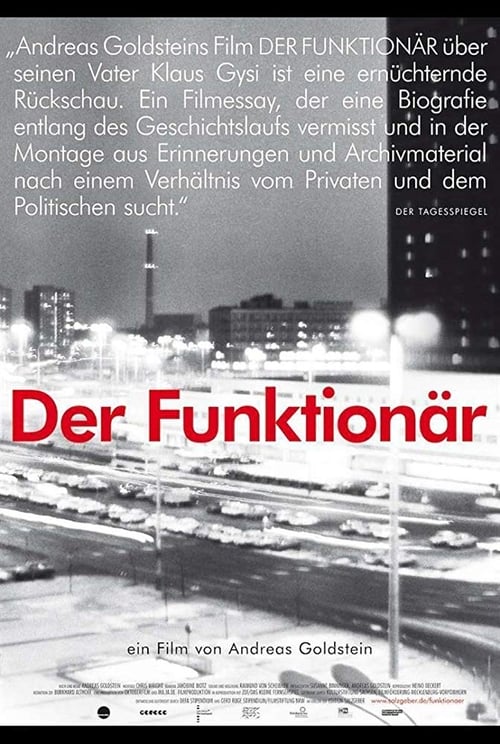 „Andreas Goldsteins Film DER FUNKTIONÄR über
seinen Vater Klaus Gysi ist eine ernüchternde
Rückschau. Ein Filmessay, der eine Biografie
entlang des Geschichtslaufs vermisst und in der
Montage aus Erinnerungen und Archivmaterial
nach einem Verhältnis vom Privaten und dem
Politischen sucht.“
DER TAGESSPIEGEL
Der Funktionär
ein Film von Andreas Goldstein
www.salzgeber.de/funktionaer